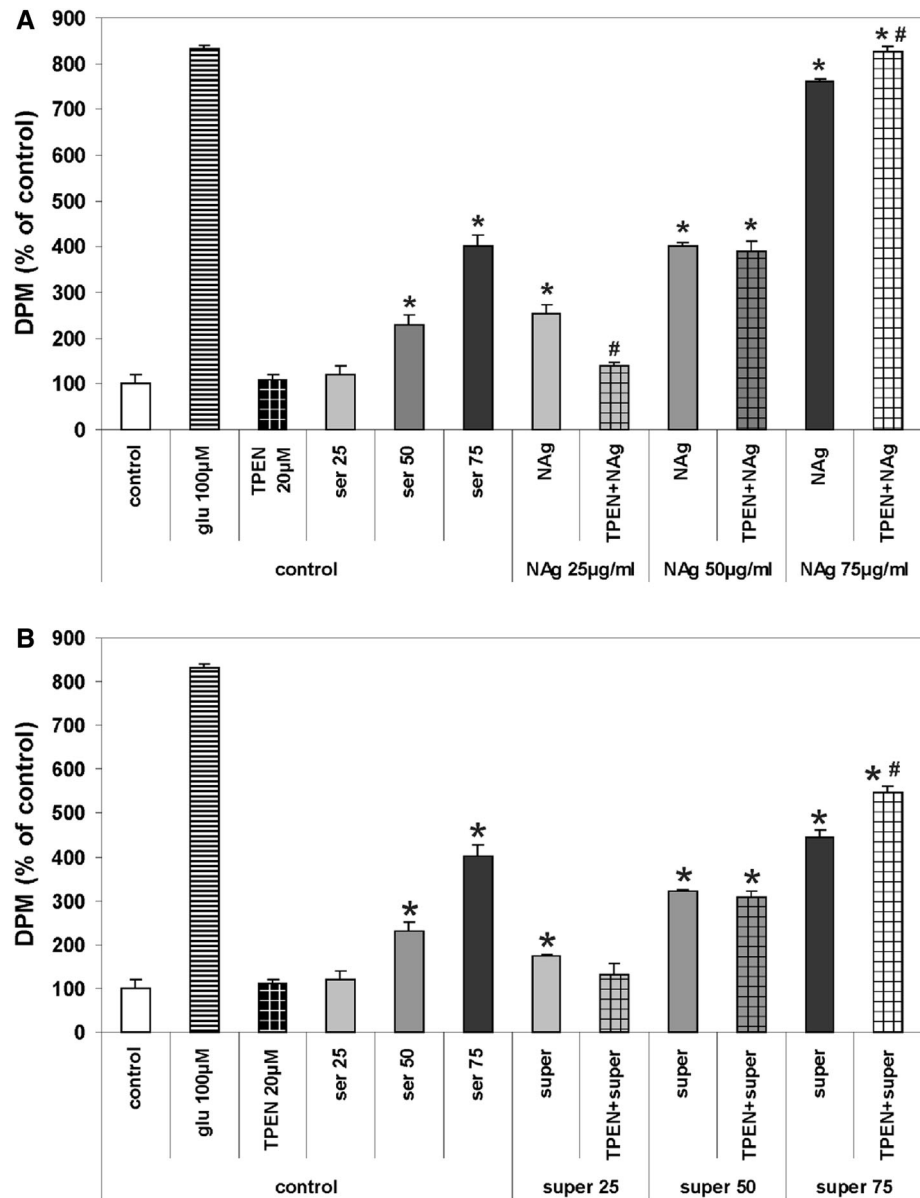 A
900
800
700
600
500
400
300
200
100
0
DPM (% of control)
* * * * # * * * * #
control
glu 100µM
TPEN
20µM
ser 25
ser 50
ser 75
NAg
TPEN+NAg
NAg
TPEN+NAg
NAg
TPEN+NAg
control NAg 25µg/ml NAg 50µg/ml NAg 75µg/ml
B
900
800
700
600
500
400
300
200
100
0
DPM (% of control)
* * * * * * * #
control
glu 100µM
TPEN 20µM
ser 25
ser 50
ser 75
super
TPEN+super
super
TPEN+super
super
TPEN+super
control super 25 super 50 super 75